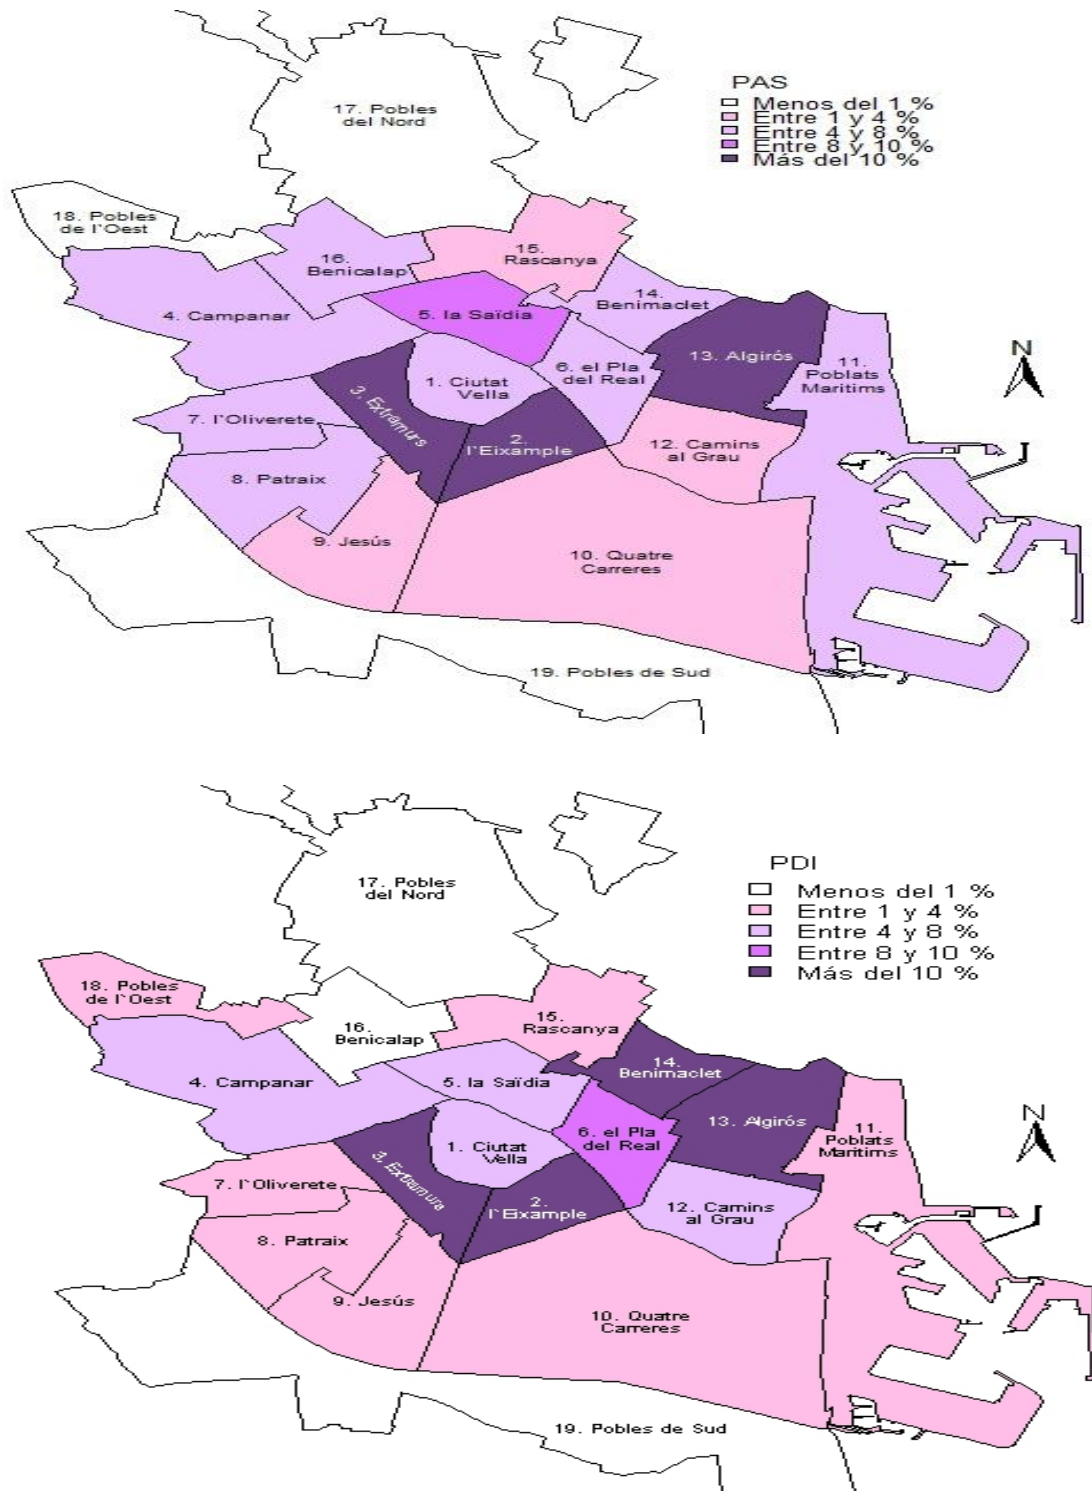 PAS
Menos del 1 %
Entre 1 y 4 %
Entre 4 y 8 %
Entre 8 y 10 %
Más del 10 %
17. Pobles
del Nord
18. Pobles
de l'Oest
16.
Benicalap
15.
Rascanya
4. Campanar
5. la Saïdia
14.
Benimaclet
13. Algirós
11.
Poblats
Maritims
N
1. Ciutat
Vella
6. el Pla
del Real
3. Extramurs
7. l'Oliverete
2.
l'Eixample
12. Camins
al Grau
8. Patraix
9. Jesús
10. Quatre
Carreres
19. Pobles de Sud
PDI
Menos del 1 %
Entre 1 y 4 %
Entre 4 y 8 %
Entre 8 y 10 %
Más del 10 %
17. Pobles
del Nord
18. Pobles
de l'Oest
16.
Benicalap
15.
Rascanya
4. Campanar
5. la Saïdia
14.
Benimaclet
13. Algirós
11.
Poblats
Maritims
N
1. Ciutat
Vella
6. el Pla
del Real
3. Extramura
7. l'Oliverete
2.
l'Eixample
12. Camins
al Grau
8. Patraix
9. Jesús
10. Quatre
Carreres
19. Pobles de Sud